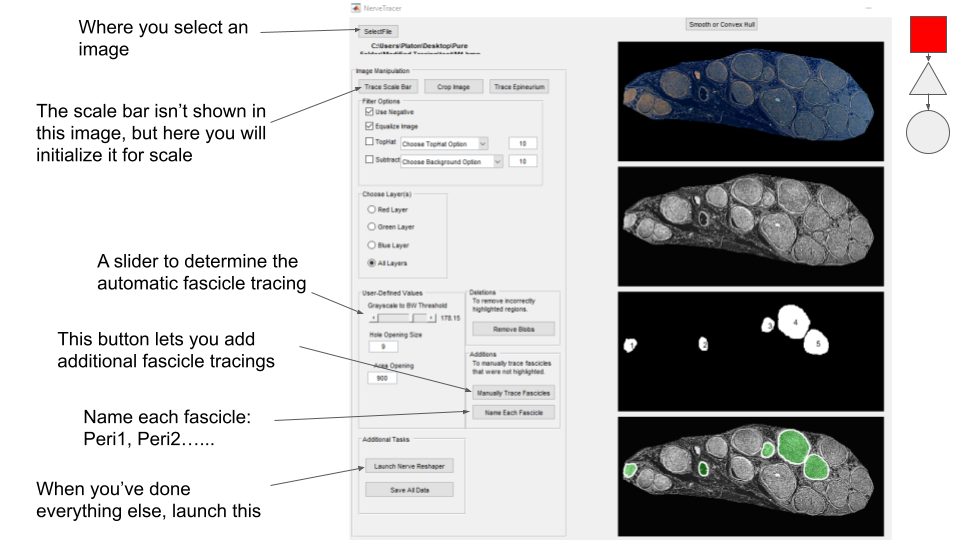 Where you select an
image
The scale bar isn't shown in
this image, but here you will
initialize it for scale
A slider to determine the
automatic fascicle tracing
This button lets you add
additional fascicle tracings
Name each fascicle:
Peri1, Peri2…...
When you've done
everything else, launch this
NerveTracer
SelectFile
C:\Users\Platon\Desktop\Pure
Smooth or Convex Hull
Image Manipulation
Trace Scale Bar
Crop Image
Trace Epineurium
Filter Options
Use Negative
Equalize Image
TopHat
Choose TopHat Option
10
Subtract
Choose Background Option
10
Choose Layer(s)
Red Layer
Green Layer
Blue Layer
All Layers
User-Defined Values
Grayscale to BW Threshold
178.15
Hole Opening Size
9
Area Opening
900
Deletions
To remove incorrectly
highlighted regions.
Remove Blobs
Additions
To manually trace fascicles
that were not highlighted.
Manually Trace Fascicles
Name Each Fascicle
Additional Tasks
Launch Nerve Reshaper
Save All Data
1
2
3
4
5